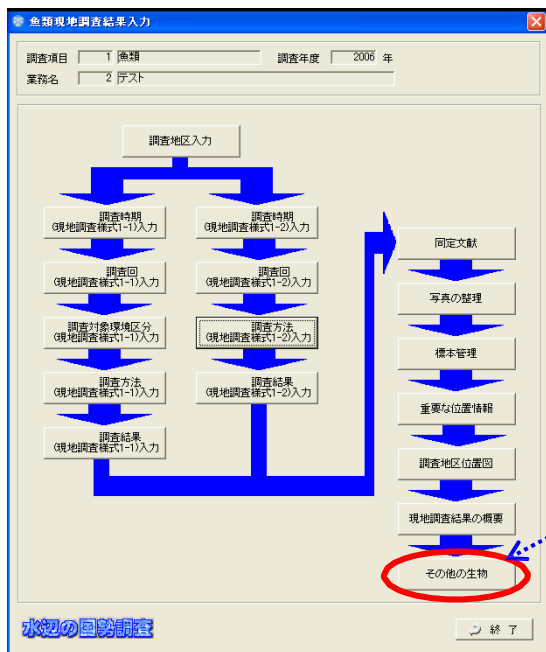 魚類現地調査結果入力
調査項目 1 魚類 調査年度 2006 年
業務名 2 テスト
調査地区入力
調査時期
(現地調査様式1-1)入力
調査回
(現地調査様式1-1)入力
調査対象環境区分
(現地調査様式1-1)入力
調査方法
(現地調査様式1-1)入力
調査結果
(現地調査様式1-1)入力
調査時期
(現地調査様式1-2)入力
調査回
(現地調査様式1-2)入力
調査方法
(現地調査様式1-2)入力
調査結果
(現地調査様式1-2)入力
同定文献
写真の整理
標本管理
重要な位置情報
調査地区位置図
現地調査結果の概要
その他の生物
水辺の国勢調査
終了